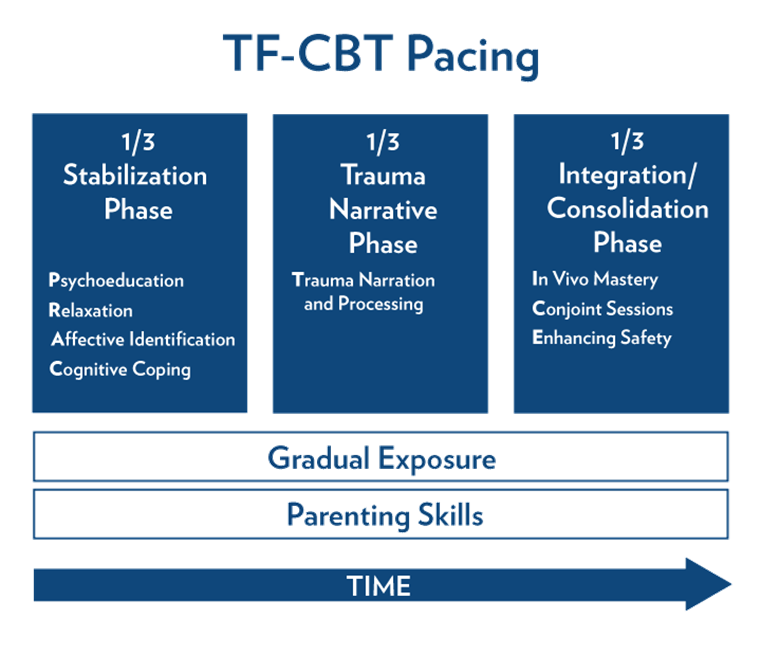 TF-CBT Pacing
1/3
Stabilization
Phase
Psychoeducation
Relaxation
Affective Identification
Cognitive Coping
1/3
Trauma
Narrative
Phase
Trauma Narration
and Processing
1/3
Integration/
Consolidation
Phase
In Vivo Mastery
Conjoint Sessions
Enhancing Safety
Gradual Exposure
Parenting Skills
TIME